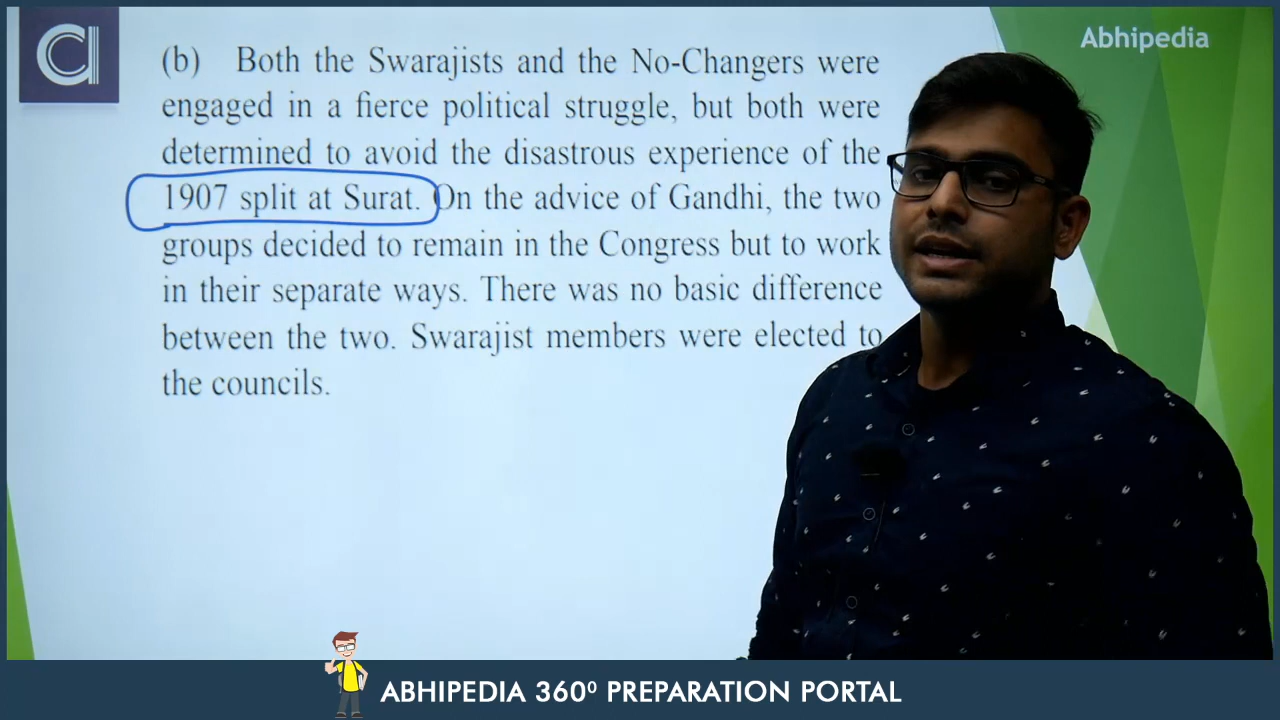 Abhipedia
(b) Both the Swarajists and the No-Changers were
engaged in a fierce political struggle, but both were
determined to avoid the disastrous experience of the
1907 split at Surat. On the advice of Gandhi, the two
groups decided to remain in the Congress but to work
in their separate ways. There was no basic difference
between the two. Swarajist members were elected to
the councils.
ABHIPEDIA 360⁰ PREPARATION PORTAL